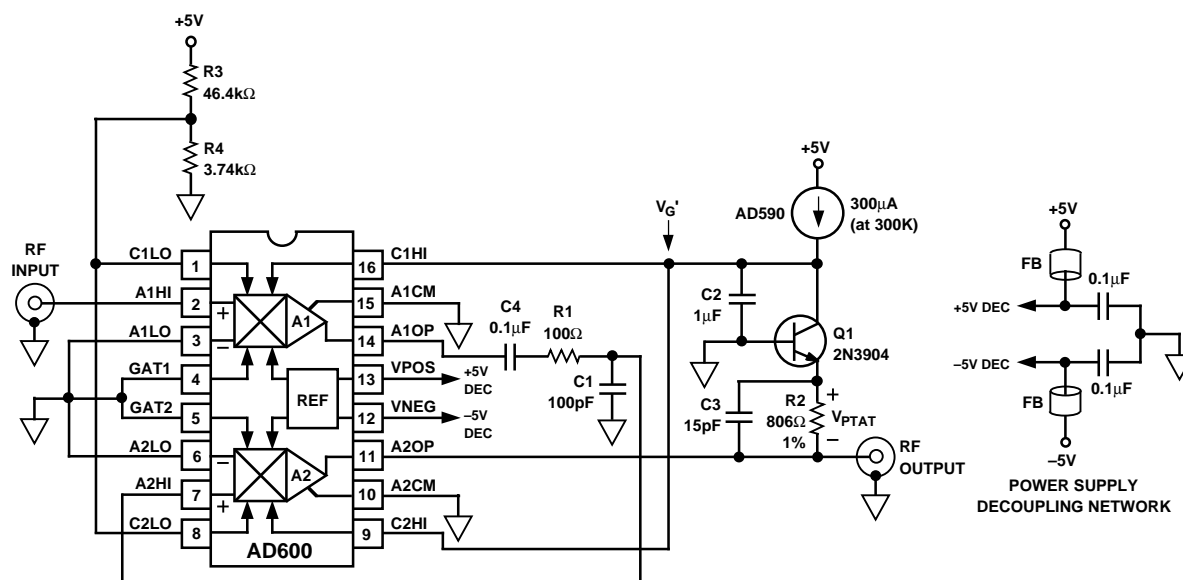 +5V
R3
46.4kΩ
R4
3.74kΩ
RF
INPUT
C1LO
A1HI
A1LO
GAT1
GAT2
A2LO
A2HI
C2LO
1
2
3
4
5
6
7
8
+
−
−
+
A1
REF
A2
AD600
16
15
14
13
12
11
10
9
C1HI
A1CM
A1OP
VPOS
VNEG
A2OP
A2CM
C2HI
+5V
DEC
−5V
DEC
C4
0.1μF
R1
100Ω
C1
100pF
VG'
+5V
AD590
300μA
(at 300K)
C2
1μF
Q1
2N3904
C3
15pF
R2
806Ω
1%
+
VPTAT
−
RF
OUTPUT
+5V
FB
0.1μF
+5V DEC
−5V DEC
0.1μF
FB
−5V
POWER SUPPLY
DECOUPLING NETWORK